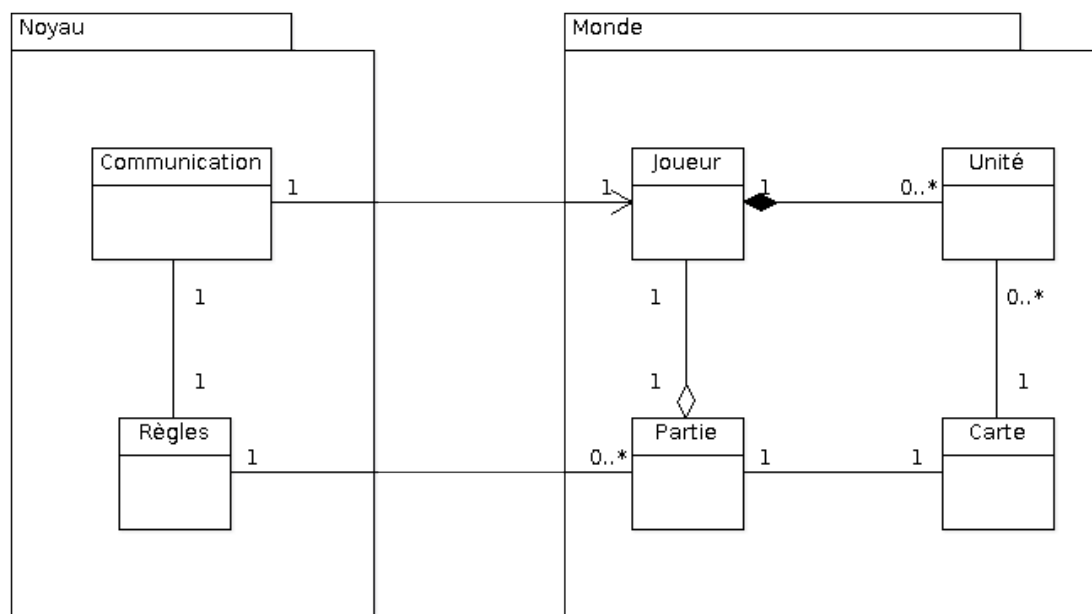 Noyau
Monde
Communication
Joueur
Unité
1
1
1
0..*
1
1
0..*
1
1
1
Règles
Partie
Carte
1
0..*
1
1